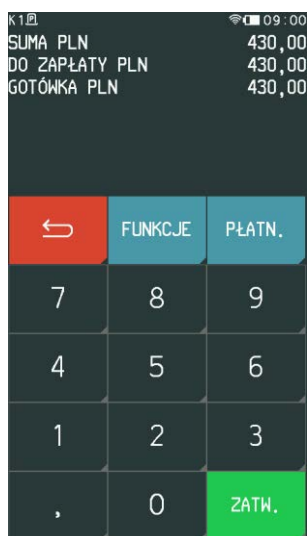 K1 P 09:00
SUMA PLN 430,00
DO ZAPŁATY PLN 430,00
GOTÓWKA PLN 430,00
FUNKCJE PŁATN.
7 8 9
4 5 6
1 2 3
, 0 ZATW.